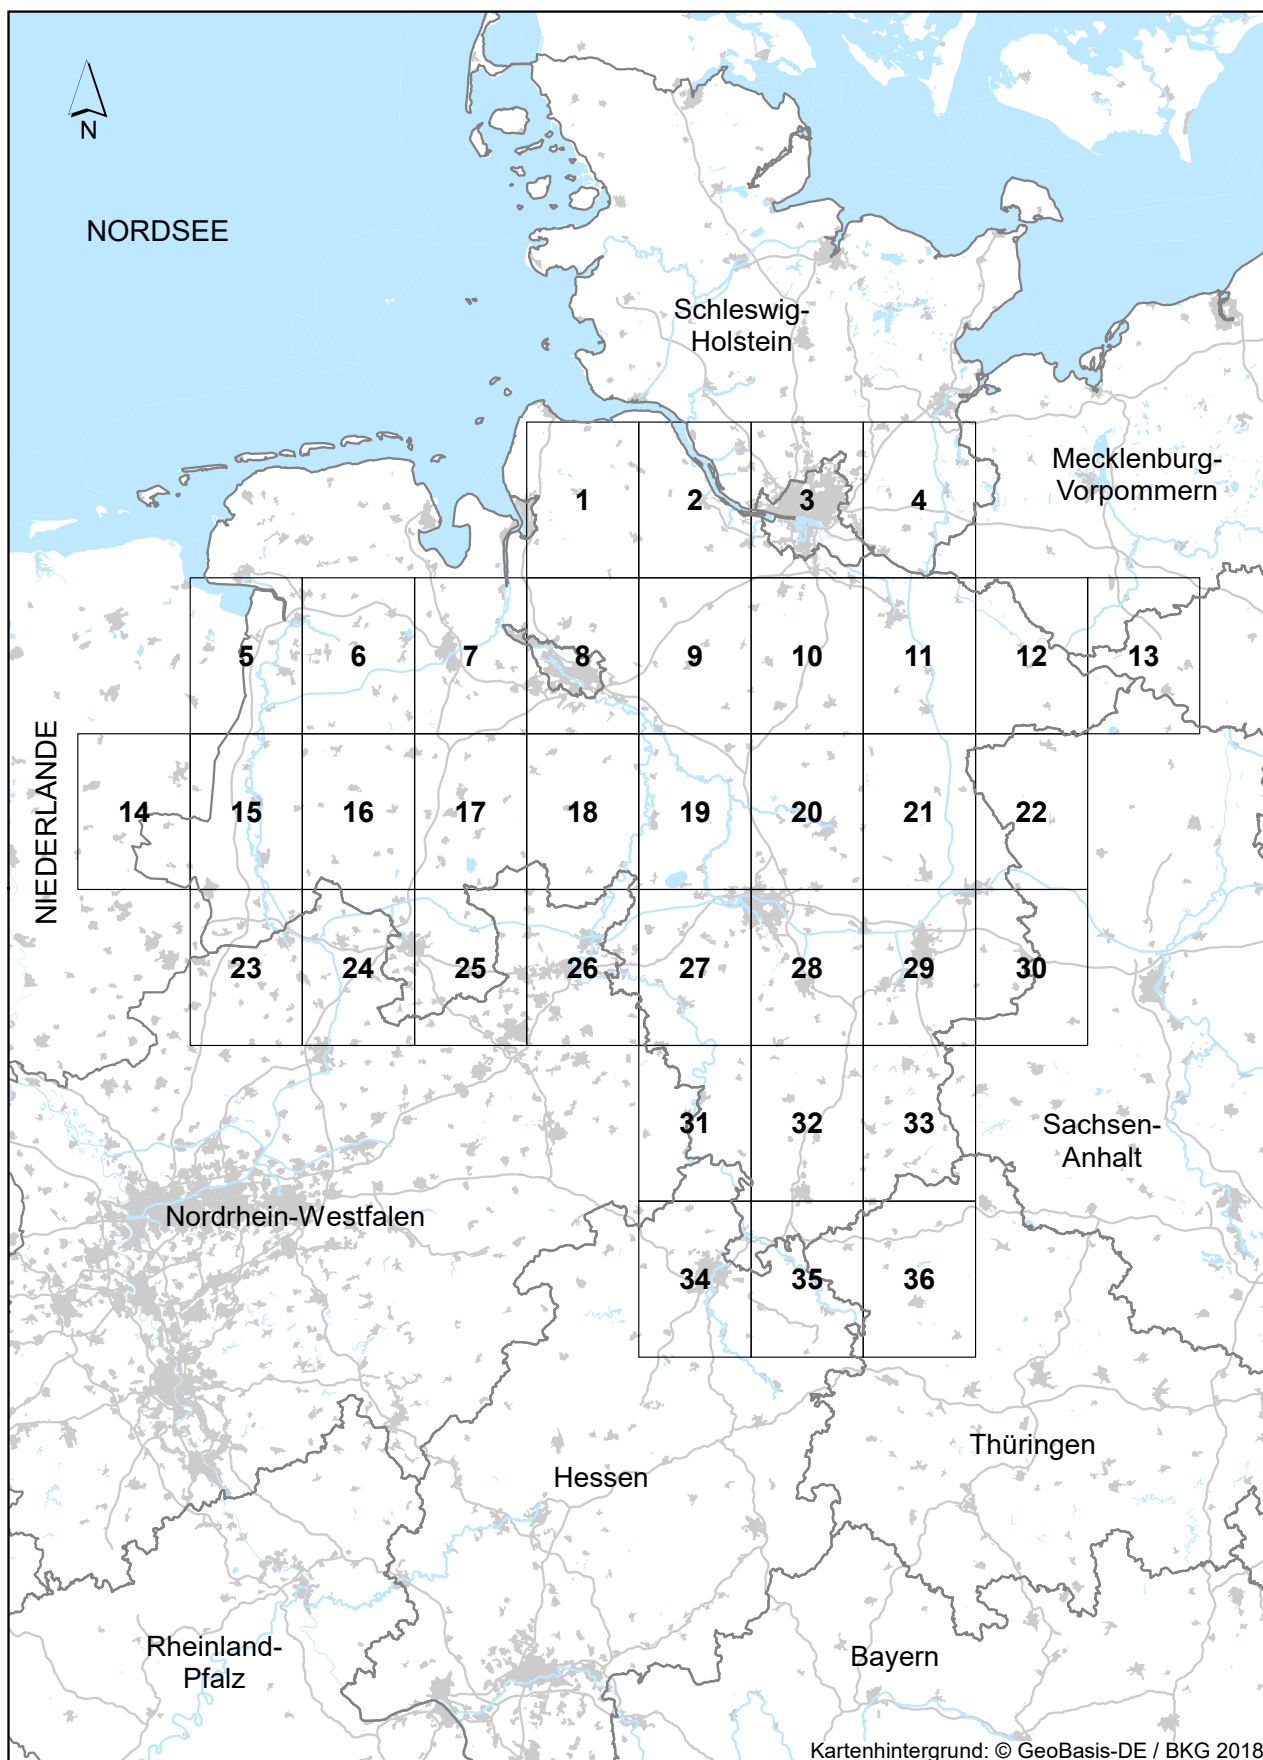 N
NORDSEE
Schleswig-
Holstein
Mecklenburg-
Vorpommern
1 2 3 4
5 6 7 8 9 10 11 12 13
NIEDERLANDE
14 15 16 17 18 19 20 21 22
23 24 25 26 27 28 29 30
31 32 33
Sachsen-
Anhalt
Nordrhein-Westfalen
34 35 36
Thüringen
Hessen
Rheinland-
Pfalz
Bayern
Kartenhintergrund: © GeoBasis-DE / BKG 2018